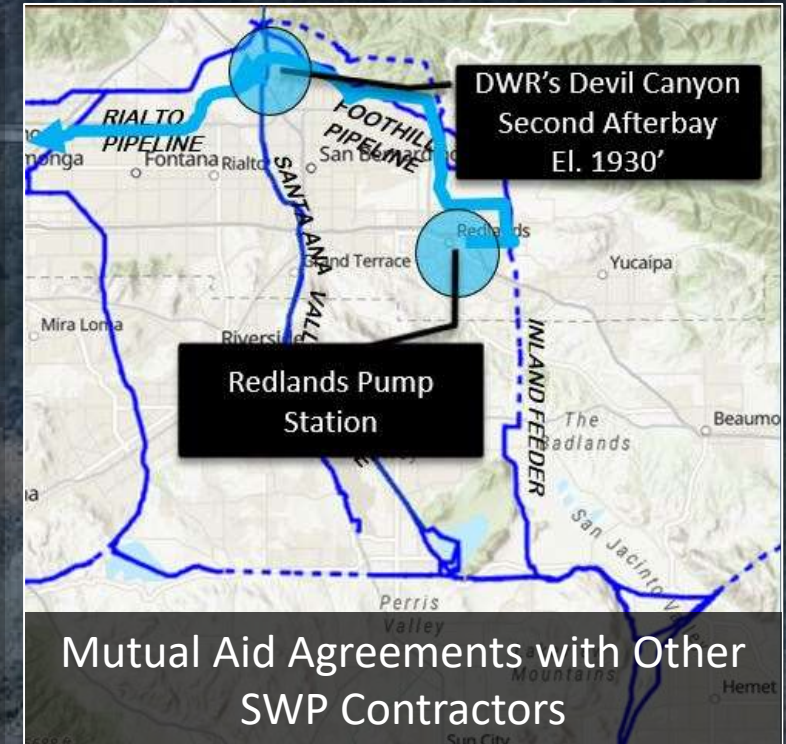 DWR's Devil Canyon
Second Afterbay
El. 1930'
RIALTO
PIPELINE
FOOTHILL
PIPELINE
Fontana
Rialto
SANTA ANA
Redlands
Grand Terrace
Yucaipa
Mira Loma
Riverside
Redlands Pump
Station
INLAND FEEDER
The
Badlands
San Jacinto Valley
Perris
Valley
Mutual Aid Agreements with Other
SWP Contractors
Mountains
Hemet
Sun City